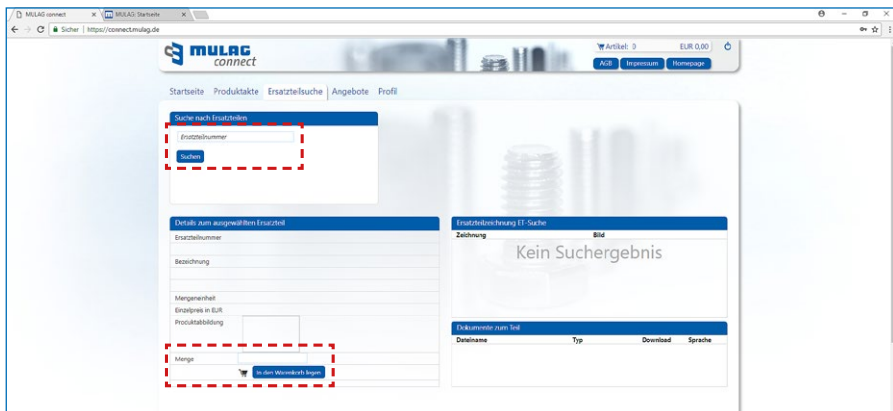 MULAG connect
MULAG: Startseite
Sicher | https://connect.mulag.de
MULAG
connect
Artikel: 0 EUR 0,00
AGB Impressum Homepage
Startseite Produktakte Ersatzteilsuche Angebote Profil
Suche nach Ersatzteilen
Ersatzteilnummer
Suchen
Details zum ausgewählten Ersatzteil
Ersatzteilnummer
Bezeichnung
Mengeneinheit
Einzelpreis in EUR
Produktabbildung
Menge
In den Warenkorb legen
Ersatzteilzeichnung ET-Suche
Zeichnung Bild
Kein Suchergebnis
Dokumente zum Teil
Dateiname Typ Download Sprache